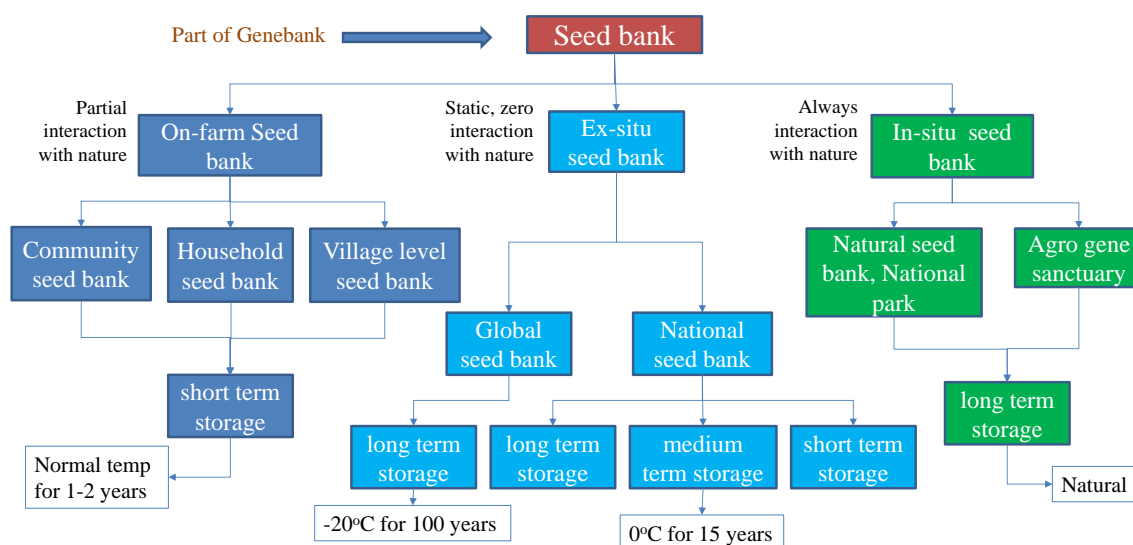 Part of Genebank
Seed bank
Partial
interaction
with nature
On-farm Seed
bank
Static, zero
interaction
with nature
Ex-situ
seed bank
Always
interaction
with nature
In-situ seed
bank
Community
seed bank
Household
seed bank
Village level
seed bank
Natural seed
bank, National
park
Agro gene
sanctuary
Global
seed bank
National
seed bank
short term
storage
long term
storage
long term
storage
long term
storage
medium
term storage
short term
storage
Normal temp
for 1-2 years
Natural
-20°C for 100 years
0°C for 15 years